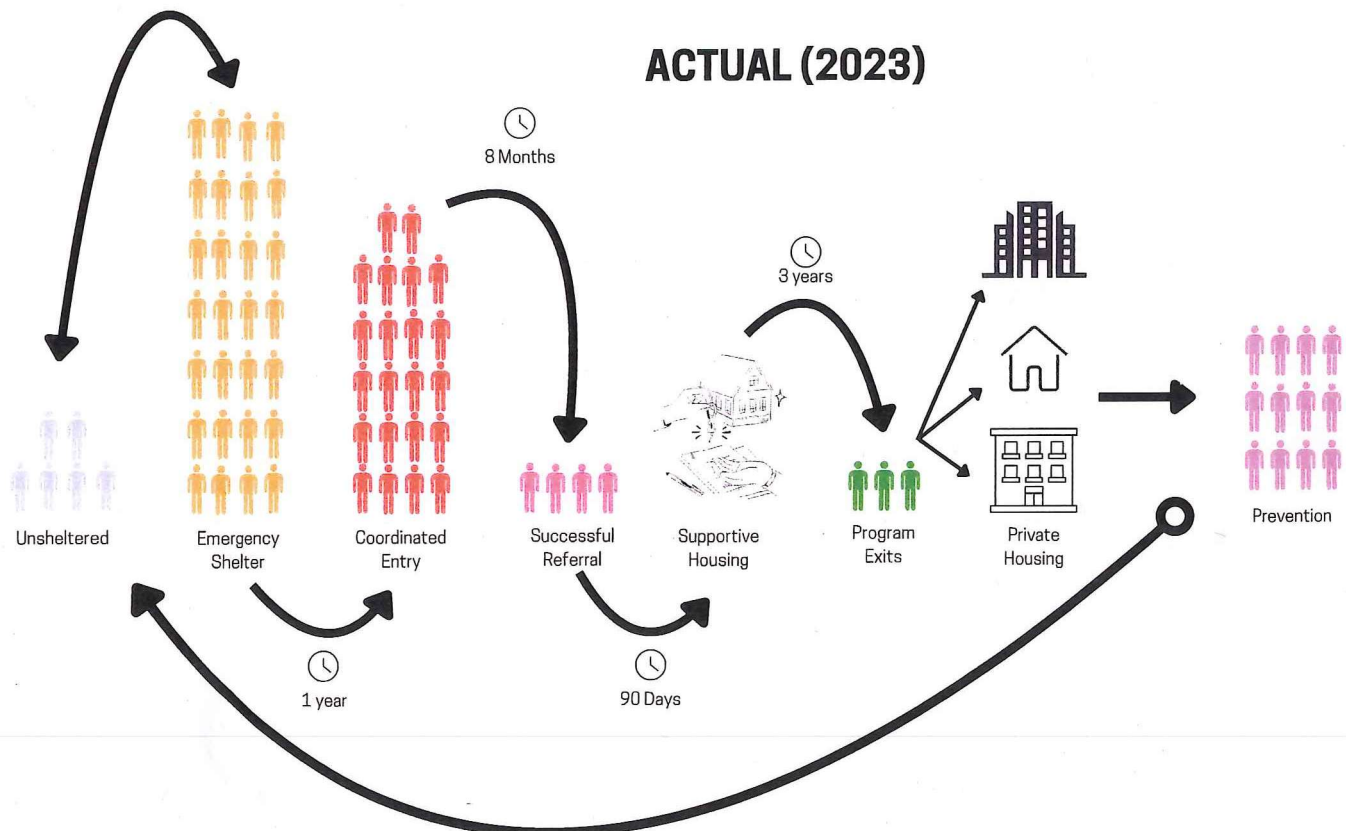 ACTUAL (2023)
8 Months
3 years
Unsheltered
Emergency
Shelter
Coordinated
Entry
Successful
Referral
Supportive
Housing
Program
Exits
Private
Housing
Prevention
1 year
90 Days